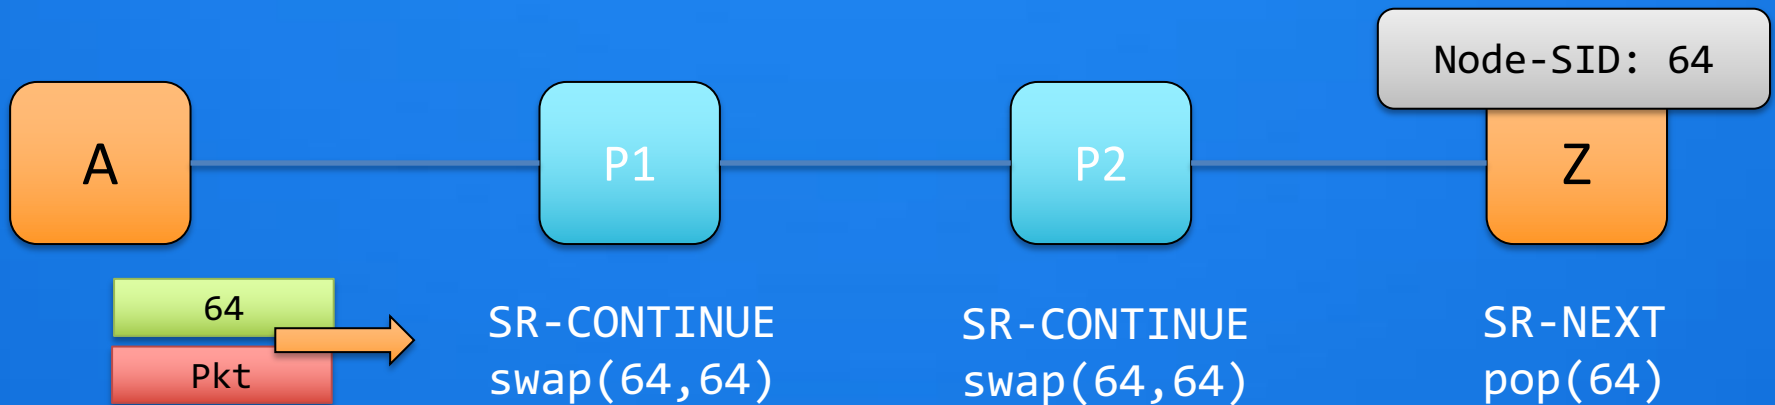 Node-SID: 64
A
P1
P2
Z
64
Pkt
SR-CONTINUE
swap(64,64)
SR-CONTINUE
swap(64,64)
SR-NEXT
pop(64)